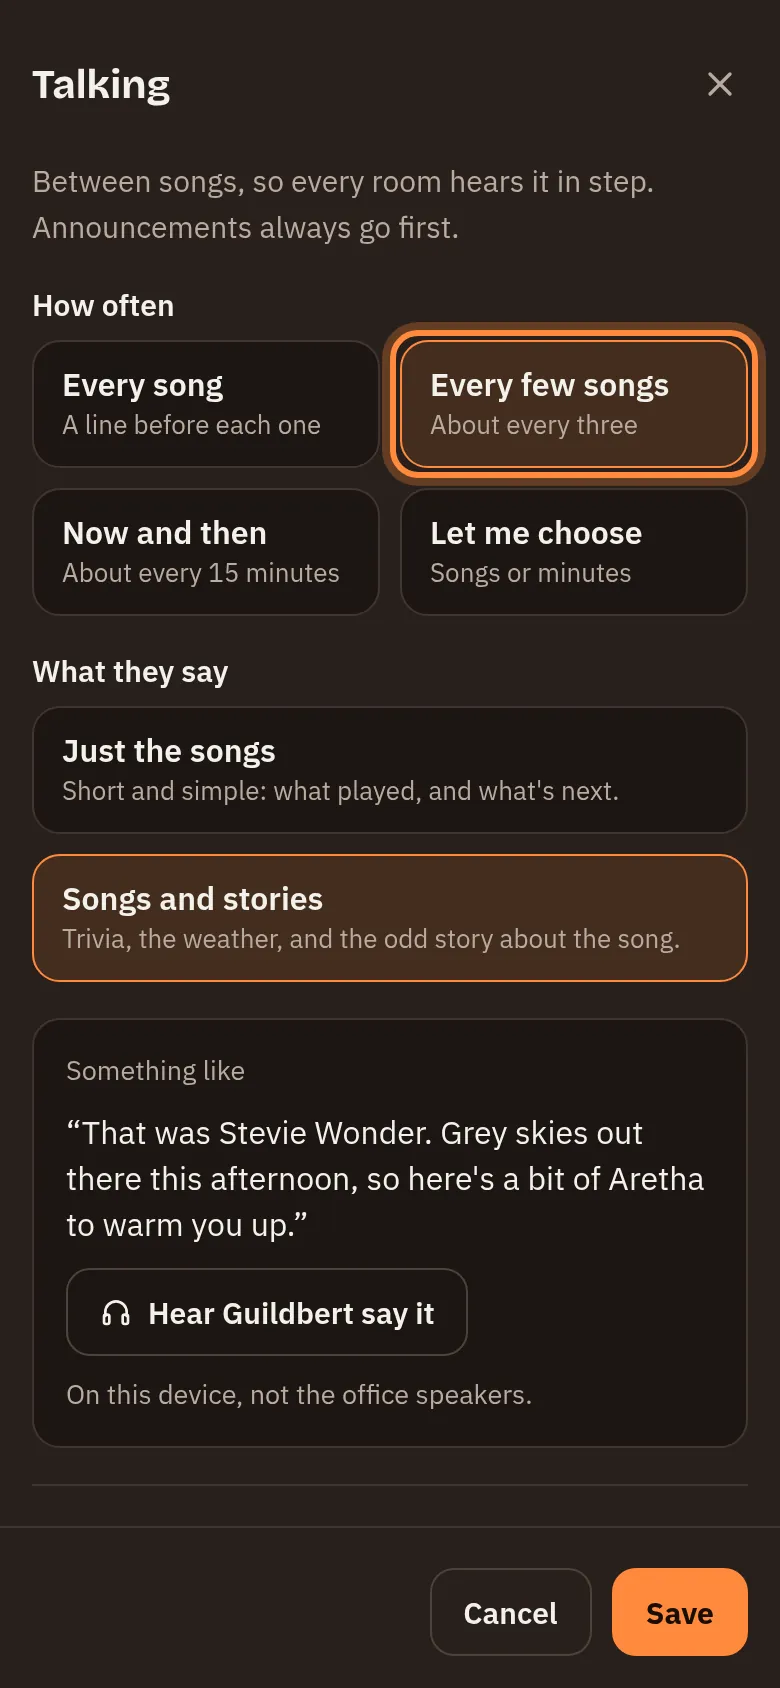 Talking
Between songs, so every room hears it in step.
Announcements always go first.
How often
Every song
A line before each one
Every few songs
About every three
Now and then
About every 15 minutes
Let me choose
Songs or minutes
What they say
Just the songs
Short and simple: what played, and what's next.
Songs and stories
Trivia, the weather, and the odd story about the song.
Something like
“That was Stevie Wonder. Grey skies out
there this afternoon, so here's a bit of Aretha
to warm you up.”
Hear Guildbert say it
On this device, not the office speakers.
Cancel
Save